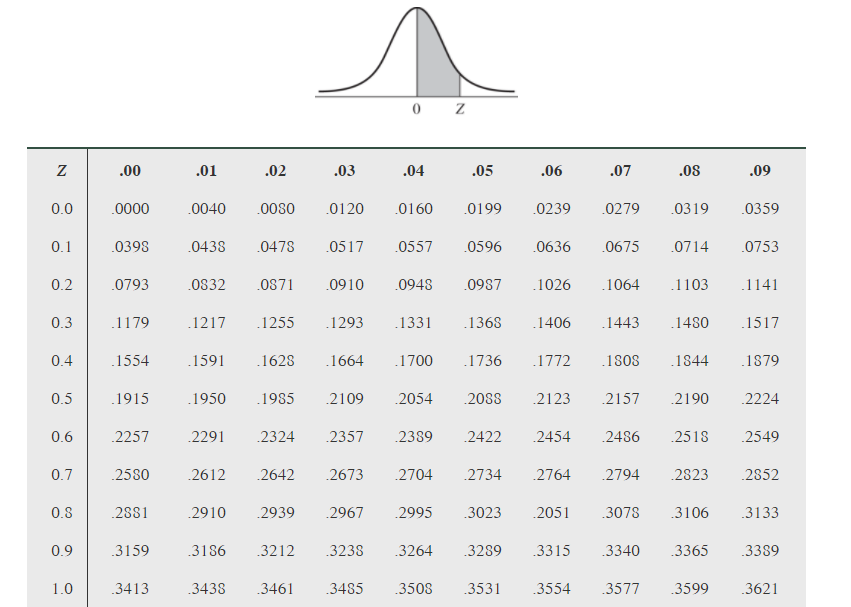 0 Z
Z .00 .01 .02 .03 .04 .05 .06 .07 .08 .09
0.0 .0000 .0040 .0080 .0120 .0160 .0199 .0239 .0279 .0319 .0359
0.1 .0398 .0438 .0478 .0517 .0557 .0596 .0636 .0675 .0714 .0753
0.2 .0793 .0832 .0871 .0910 .0948 .0987 .1026 .1064 .1103 .1141
0.3 .1179 .1217 .1255 .1293 .1331 .1368 .1406 .1443 .1480 .1517
0.4 .1554 .1591 .1628 .1664 .1700 .1736 .1772 .1808 .1844 .1879
0.5 .1915 .1950 .1985 .2109 .2054 .2088 .2123 .2157 .2190 .2224
0.6 .2257 .2291 .2324 .2357 .2389 .2422 .2454 .2486 .2518 .2549
0.7 .2580 .2612 .2642 .2673 .2704 .2734 .2764 .2794 .2823 .2852
0.8 .2881 .2910 .2939 .2967 .2995 .3023 .2051 .3078 .3106 .3133
0.9 .3159 .3186 .3212 .3238 .3264 .3289 .3315 .3340 .3365 .3389
1.0 .3413 .3438 .3461 .3485 .3508 .3531 .3554 .3577 .3599 .3621